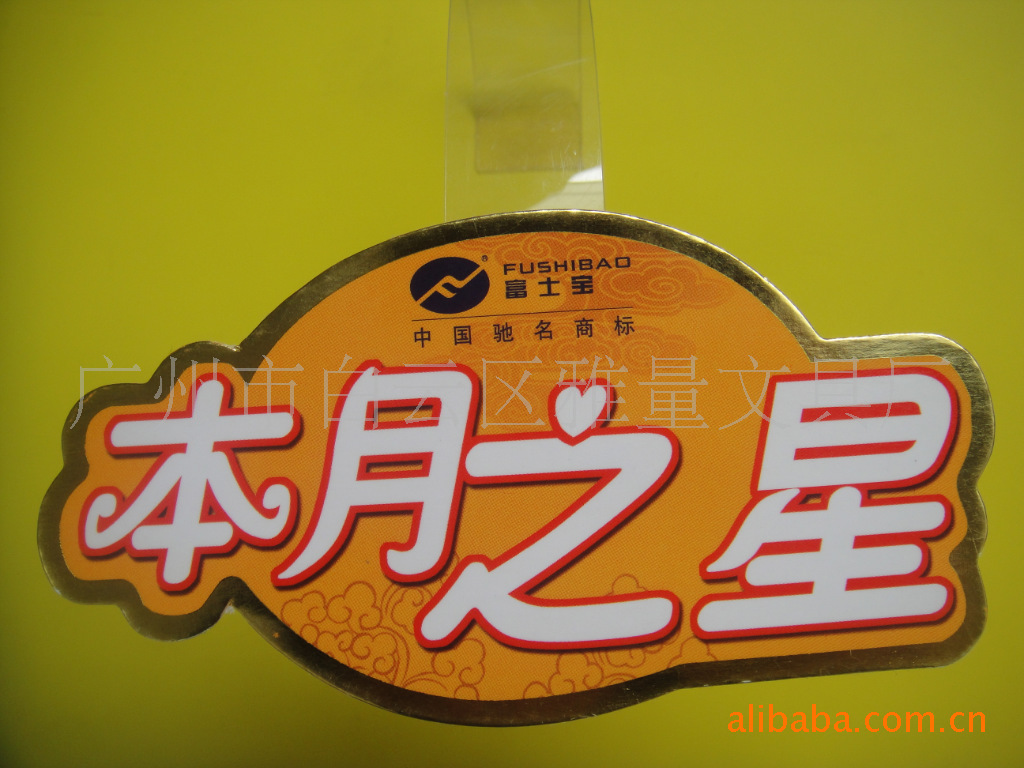 FUSHIBAO
®
富士宝
中国驰名商标
广州市白云区雅量文具厂
本月之星
alibaba.com.cn